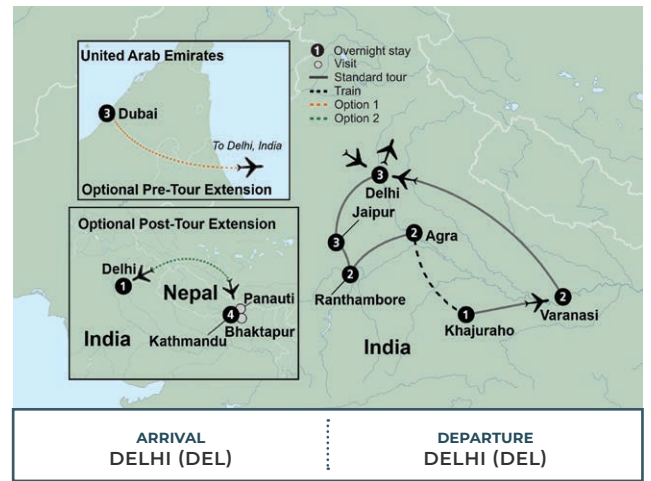 United Arab Emirates
3 Dubai
To Delhi, India
Optional Pre-Tour Extension
1 Overnight stay
Visit
Standard tour
Train
Option 1
Option 2
Optional Post-Tour Extension
Delhi
1
Nepal
Panauti
4
Kathmandu
Bhaktapur
India
3
Delhi
Jaipur
3
2 Agra
2
Ranthambore
1
Khajuraho
2
Varanasi
India
ARRIVAL
DELHI (DEL)
DEPARTURE
DELHI (DEL)